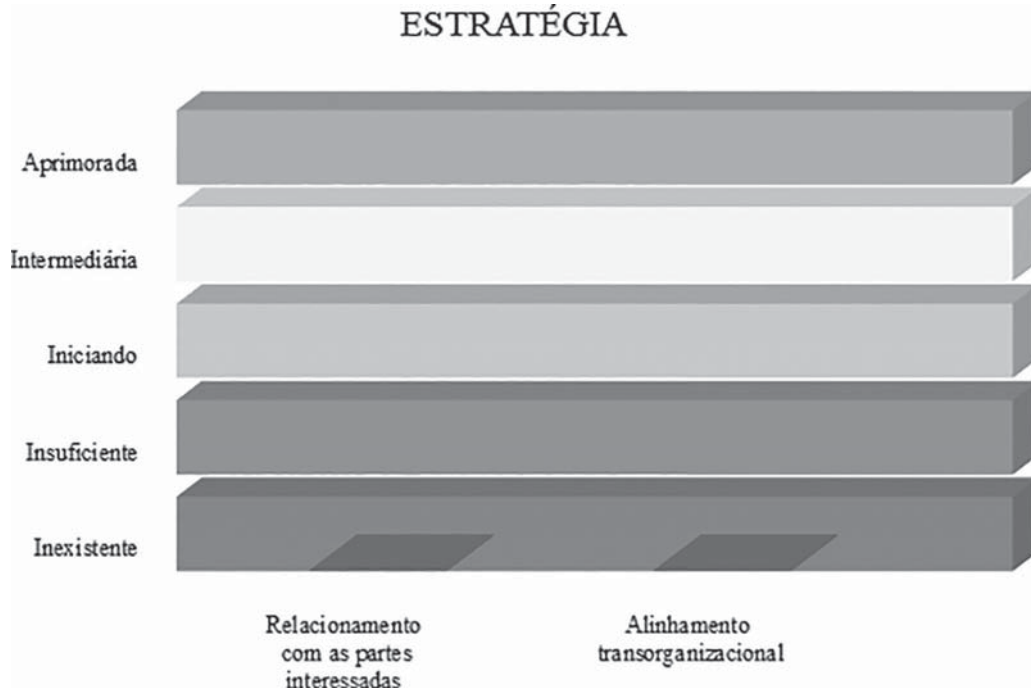 ESTRATÉGIA
Aprimorada
Intermediária
Iniciando
Insuficiente
Inexistente
Relacionamento
com as partes
interessadas
Alinhamento
transorganizacional